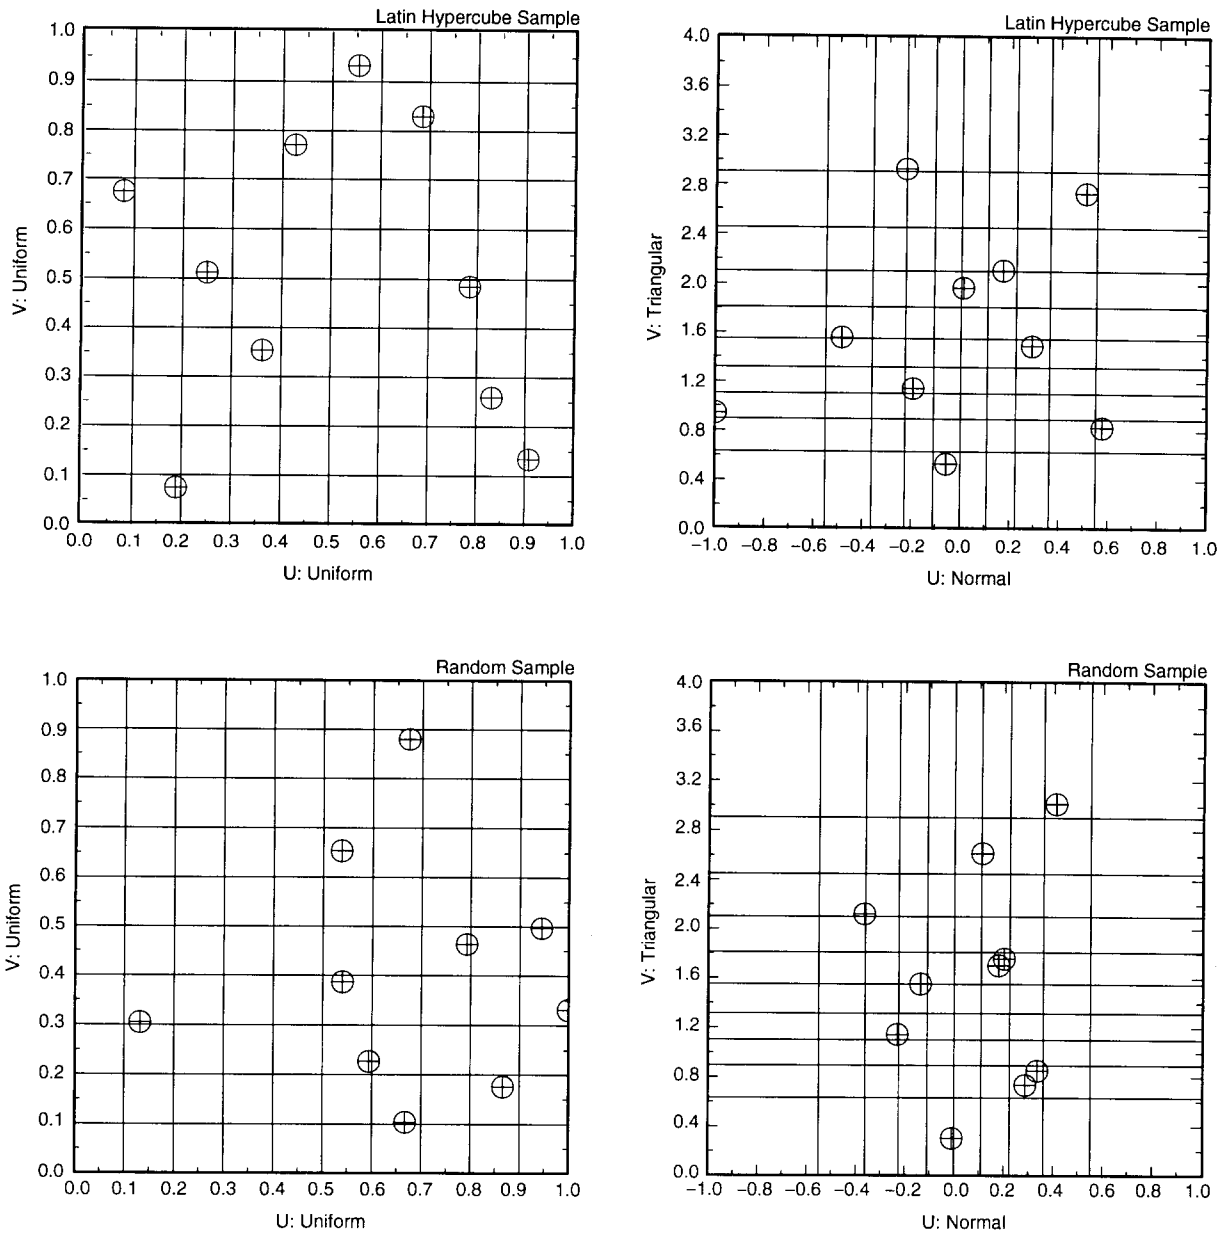 Latin Hypercube Sample
1.0
0.9
0.8
0.7
0.6
0.5
0.4
0.3
0.2
0.1
0.0
V: Uniform
0.0 0.1 0.2 0.3 0.4 0.5 0.6 0.7 0.8 0.9 1.0
U: Uniform
Latin Hypercube Sample
4.0
3.6
3.2
2.8
2.4
2.0
1.6
1.2
0.8
0.4
0.0
V: Triangular
−1.0 −0.8 −0.6 −0.4 −0.2 0.0 0.2 0.4 0.6 0.8 1.0
U: Normal
Random Sample
1.0
0.9
0.8
0.7
0.6
0.5
0.4
0.3
0.2
0.1
0.0
V: Uniform
0.0 0.1 0.2 0.3 0.4 0.5 0.6 0.7 0.8 0.9 1.0
U: Uniform
Random Sample
4.0
3.6
3.2
2.8
2.4
2.0
1.6
1.2
0.8
0.4
0.0
V: Triangular
−1.0 −0.8 −0.6 −0.4 −0.2 0.0 0.2 0.4 0.6 0.8 1.0
U: Normal